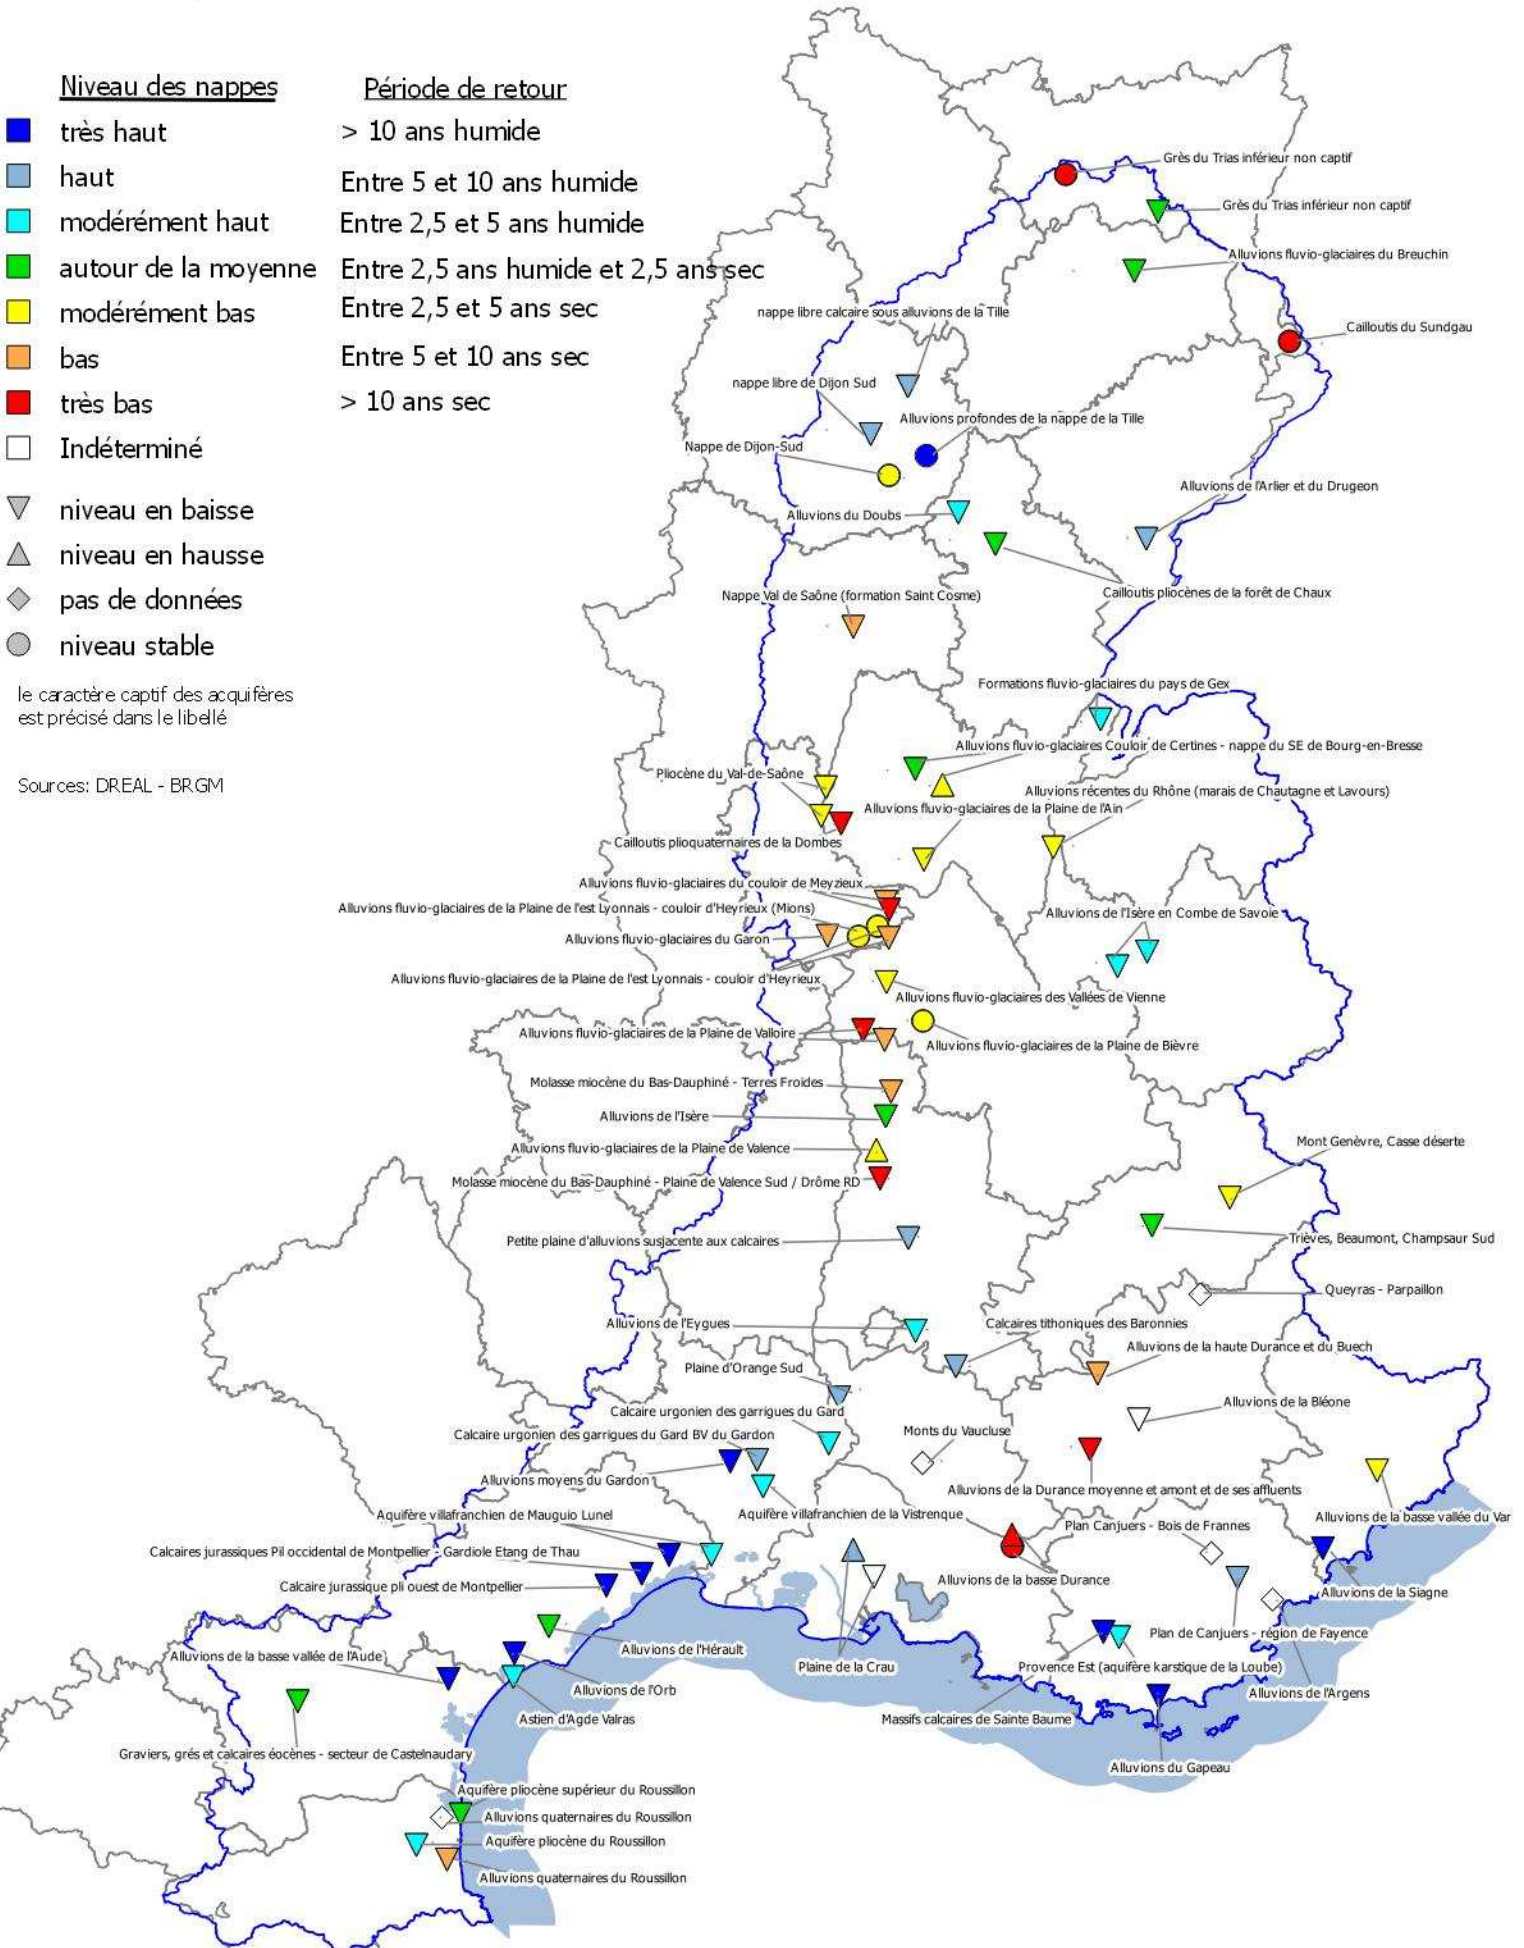 Niveau des nappes
Période de retour
très haut
> 10 ans humide
haut
Entre 5 et 10 ans humide
modérément haut
Entre 2,5 et 5 ans humide
autour de la moyenne
Entre 2,5 ans humide et 2,5 ans sec
modérément bas
Entre 2,5 et 5 ans sec
bas
Entre 5 et 10 ans sec
très bas
> 10 ans sec
Indéterminé
niveau en baisse
niveau en hausse
pas de données
niveau stable
le caractère captif des acquifères
est précisé dans le libellé
Sources: DREAL - BRGM
Grès du Trias inférieur non captif
Grès du Trias inférieur non captif
Alluvions fluvio-glaciaires du Breuchin
nappe libre calcaire sous alluvions de la Tille
Cailloutis du Sundgau
nappe libre de Dijon Sud
Alluvions profondes de la nappe de la Tille
Nappe de Dijon-Sud
Alluvions de l'Arlier et du Drugeon
Alluvions du Doubs
Cailloutis pliocènes de la forêt de Chaux
Nappe Val de Saône (formation Saint Cosme)
Formations fluvio-glaciaires du pays de Gex
Alluvions fluvio-glaciaires Couloir de Certines - nappe du SE de Bourg-en-Bresse
Pliocène du Val-de-Saône
Alluvions récentes du Rhône (marais de Chautagne et Lavours)
Alluvions fluvio-glaciaires de la Plaine de l'Ain
Cailloutis plioquaternaires de la Dombes
Alluvions fluvio-glaciaires du couloir de Meyzieux
Alluvions fluvio-glaciaires de la Plaine de l'est Lyonnais - couloir d'Heyrieux (Mions)
Alluvions de l'Isère en Combe de Savoie
Alluvions fluvio-glaciaires du Garon
Alluvions fluvio-glaciaires de la Plaine de l'est Lyonnais - couloir d'Heyrieux
Alluvions fluvio-glaciaires des Vallées de Vienne
Alluvions fluvio-glaciaires de la Plaine de Valloire
Alluvions fluvio-glaciaires de la Plaine de Bièvre
Molasse miocène du Bas-Dauphiné - Terres Froides
Alluvions de l'Isère
Mont Genèvre, Casse déserte
Alluvions fluvio-glaciaires de la Plaine de Valence
Molasse miocène du Bas-Dauphiné - Plaine de Valence Sud / Drôme RD
Petite plaine d'alluvions susjacente aux calcaires
Trièves, Beaumont, Champsaur Sud
Queyras - Parpaillon
Alluvions de l'Eygues
Calcaires tithoniques des Baronnies
Alluvions de la haute Durance et du Buech
Plaine d'Orange Sud
Alluvions de la Bléone
Calcaire urgonien des garrigues du Gard
Calcaire urgonien des garrigues du Gard BV du Gardon
Monts du Vaucluse
Alluvions moyens du Gardon
Alluvions de la Durance moyenne et amont et de ses affluents
Aquifère villafranchien de Mauguio Lunel
Aquifère villafranchien de la Vistrenque
Alluvions de la basse vallée du Var
Plan Canjuers - Bois de Frannes
Calcaires jurassiques Pil occidental de Montpellier - Gardiole Etang de Thau
Calcaire jurassique pli ouest de Montpellier
Alluvions de la basse Durance
Alluvions de la Siagne
Plan de Canjuers - région de Fayence
Alluvions de l'Hérault
Alluvions de la basse vallée de l'Aude
Plaine de la Crau
Provence Est (aquifère karstique de la Loube)
Alluvions de l'Orb
Alluvions de l'Argens
Astien d'Agde Valras
Massifs calcaires de Sainte Baume
Graviers, grés et calcaires éocènes - secteur de Castelnaudary
Alluvions du Gapeau
Aquifère pliocène supérieur du Roussillon
Alluvions quaternaires du Roussillon
Aquifère pliocène du Roussillon
Alluvions quaternaires du Roussillon